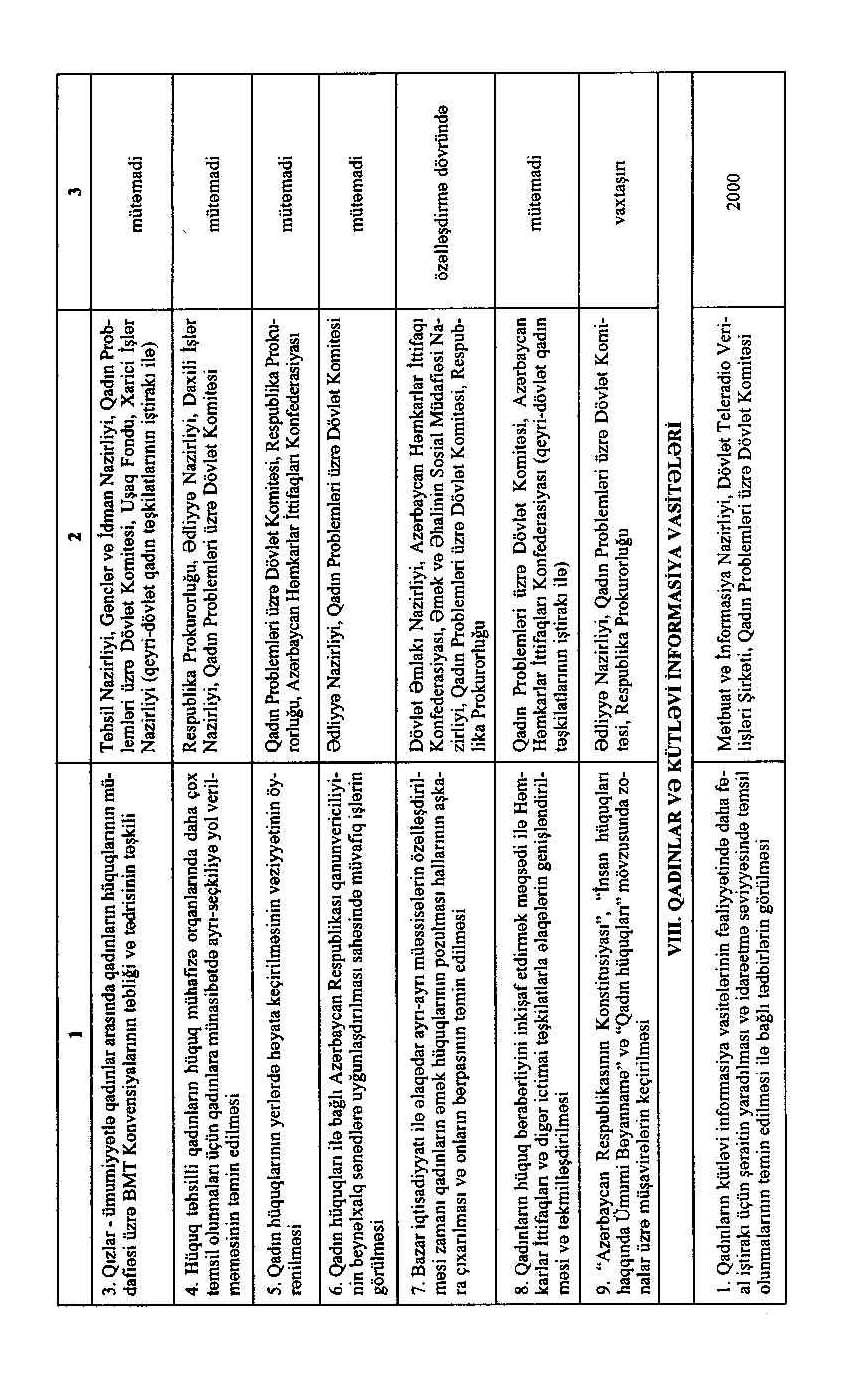 1
2
3
3. Qızlar - ümumiyyətlə qadınlar arasında qadınların hüquqlarının mü-
dafiəsi üzrə BMT Konvensiyalarının təbliği və tədrisinin təşkili
Təhsil Nazirliyi, Gənclər və İdman Nazirliyi, Qadın Prob-
lemləri üzrə Dövlət Komitəsi, Uşaq Fondu, Xarici İşlər
Nazirliyi (qeyri-dövlət qadın təşkilatlarının iştirakı ilə)
mütəmadi
4. Hüquq təhsilli qadınların hüquq mühafizə orqanlarında daha çox
təmsil olunmaları üçün qadınlara münasibətdə ayrı-seçkiliyə yol veril-
məməsinin təmin edilməsi
Respublika Prokurorluğu, Ədliyyə Nazirliyi, Daxili İşlər
Nazirliyi, Qadın Problemləri üzrə Dövlət Komitəsi
mütəmadi
5. Qadın hüquqlarının yerlərdə həyata keçirilməsinin vəziyyətinin öy-
rənilməsi
Qadın Problemləri üzrə Dövlət Komitəsi, Respublika Proku-
rorluğu, Azərbaycan Həmkarlar İttifaqları Konfederasiyası
mütəmadi
6. Qadın hüquqları ilə bağlı Azərbaycan Respublikası qanunvericiliyi-
nin beynəlxalq sənədlərə uyğunlaşdırılması sahəsində müvafiq işlərin
görülməsi
Ədliyyə Nazirliyi, Qadın Problemləri üzrə Dövlət Komitəsi
mütəmadi
7. Bazar iqtisadiyyatı ilə əlaqədar ayrı-ayrı müəssisələrin özəlləşdiril-
məsi zamanı qadınların əmək hüquqlarının pozulması hallarının aşka-
ra çıxarılması və onların bərpasının təmin edilməsi
Dövlət Əmlakı Nazirliyi, Azərbaycan Həmkarlar İttifaqı
Konfederasiyası, Əmək və Əhalinin Sosial Müdafiəsi Na-
zirliyi, Qadın Problemləri üzrə Dövlət Komitəsi, Respub-
lika Prokurorluğu
özəlləşdirmə dövründə
8. Qadınların hüquq bərabərliyini inkişaf etdirmək məqsədi ilə Həm-
karlar İttifaqları və digər ictimai təşkilatlarla əlaqələrin genişləndiril-
məsi və təkmilləşdirilməsi
Qadın Problemləri üzrə Dövlət Komitəsi, Azərbaycan
Həmkarlar İttifaqları Konfederasiyası (qeyri-dövlət qadın
təşkilatlarının iştirakı ilə)
mütəmadi
9. “Azərbaycan Respublikasının Konstitusiyası”, “İnsan hüquqları
haqqında Ümumi Bəyannamə” və “Qadın hüquqları” mövzusunda zo-
nalar üzrə müşavirələrin keçirilməsi
Ədliyyə Nazirliyi, Qadın Problemləri üzrə Dövlət Komi-
təsi, Respublika Prokurorluğu
vaxtaşırı
VIII. QADINLAR VƏ KÜTLƏVİ İNFORMASİYA VASİTƏLƏRİ
1. Qadınların kütləvi informasiya vasitələrinin fəaliyyətində daha fə-
al iştirakı üçün şəraitin yaradılması və idarəetmə səviyyəsində təmsil
olunmalarının təmin edilməsi ilə bağlı tədbirlərin görülməsi
Mətbuat və İnformasiya Nazirliyi, Dövlət Teleradio Veri-
lişləri Şirkəti, Qadın Problemləri üzrə Dövlət Komitəsi
2000